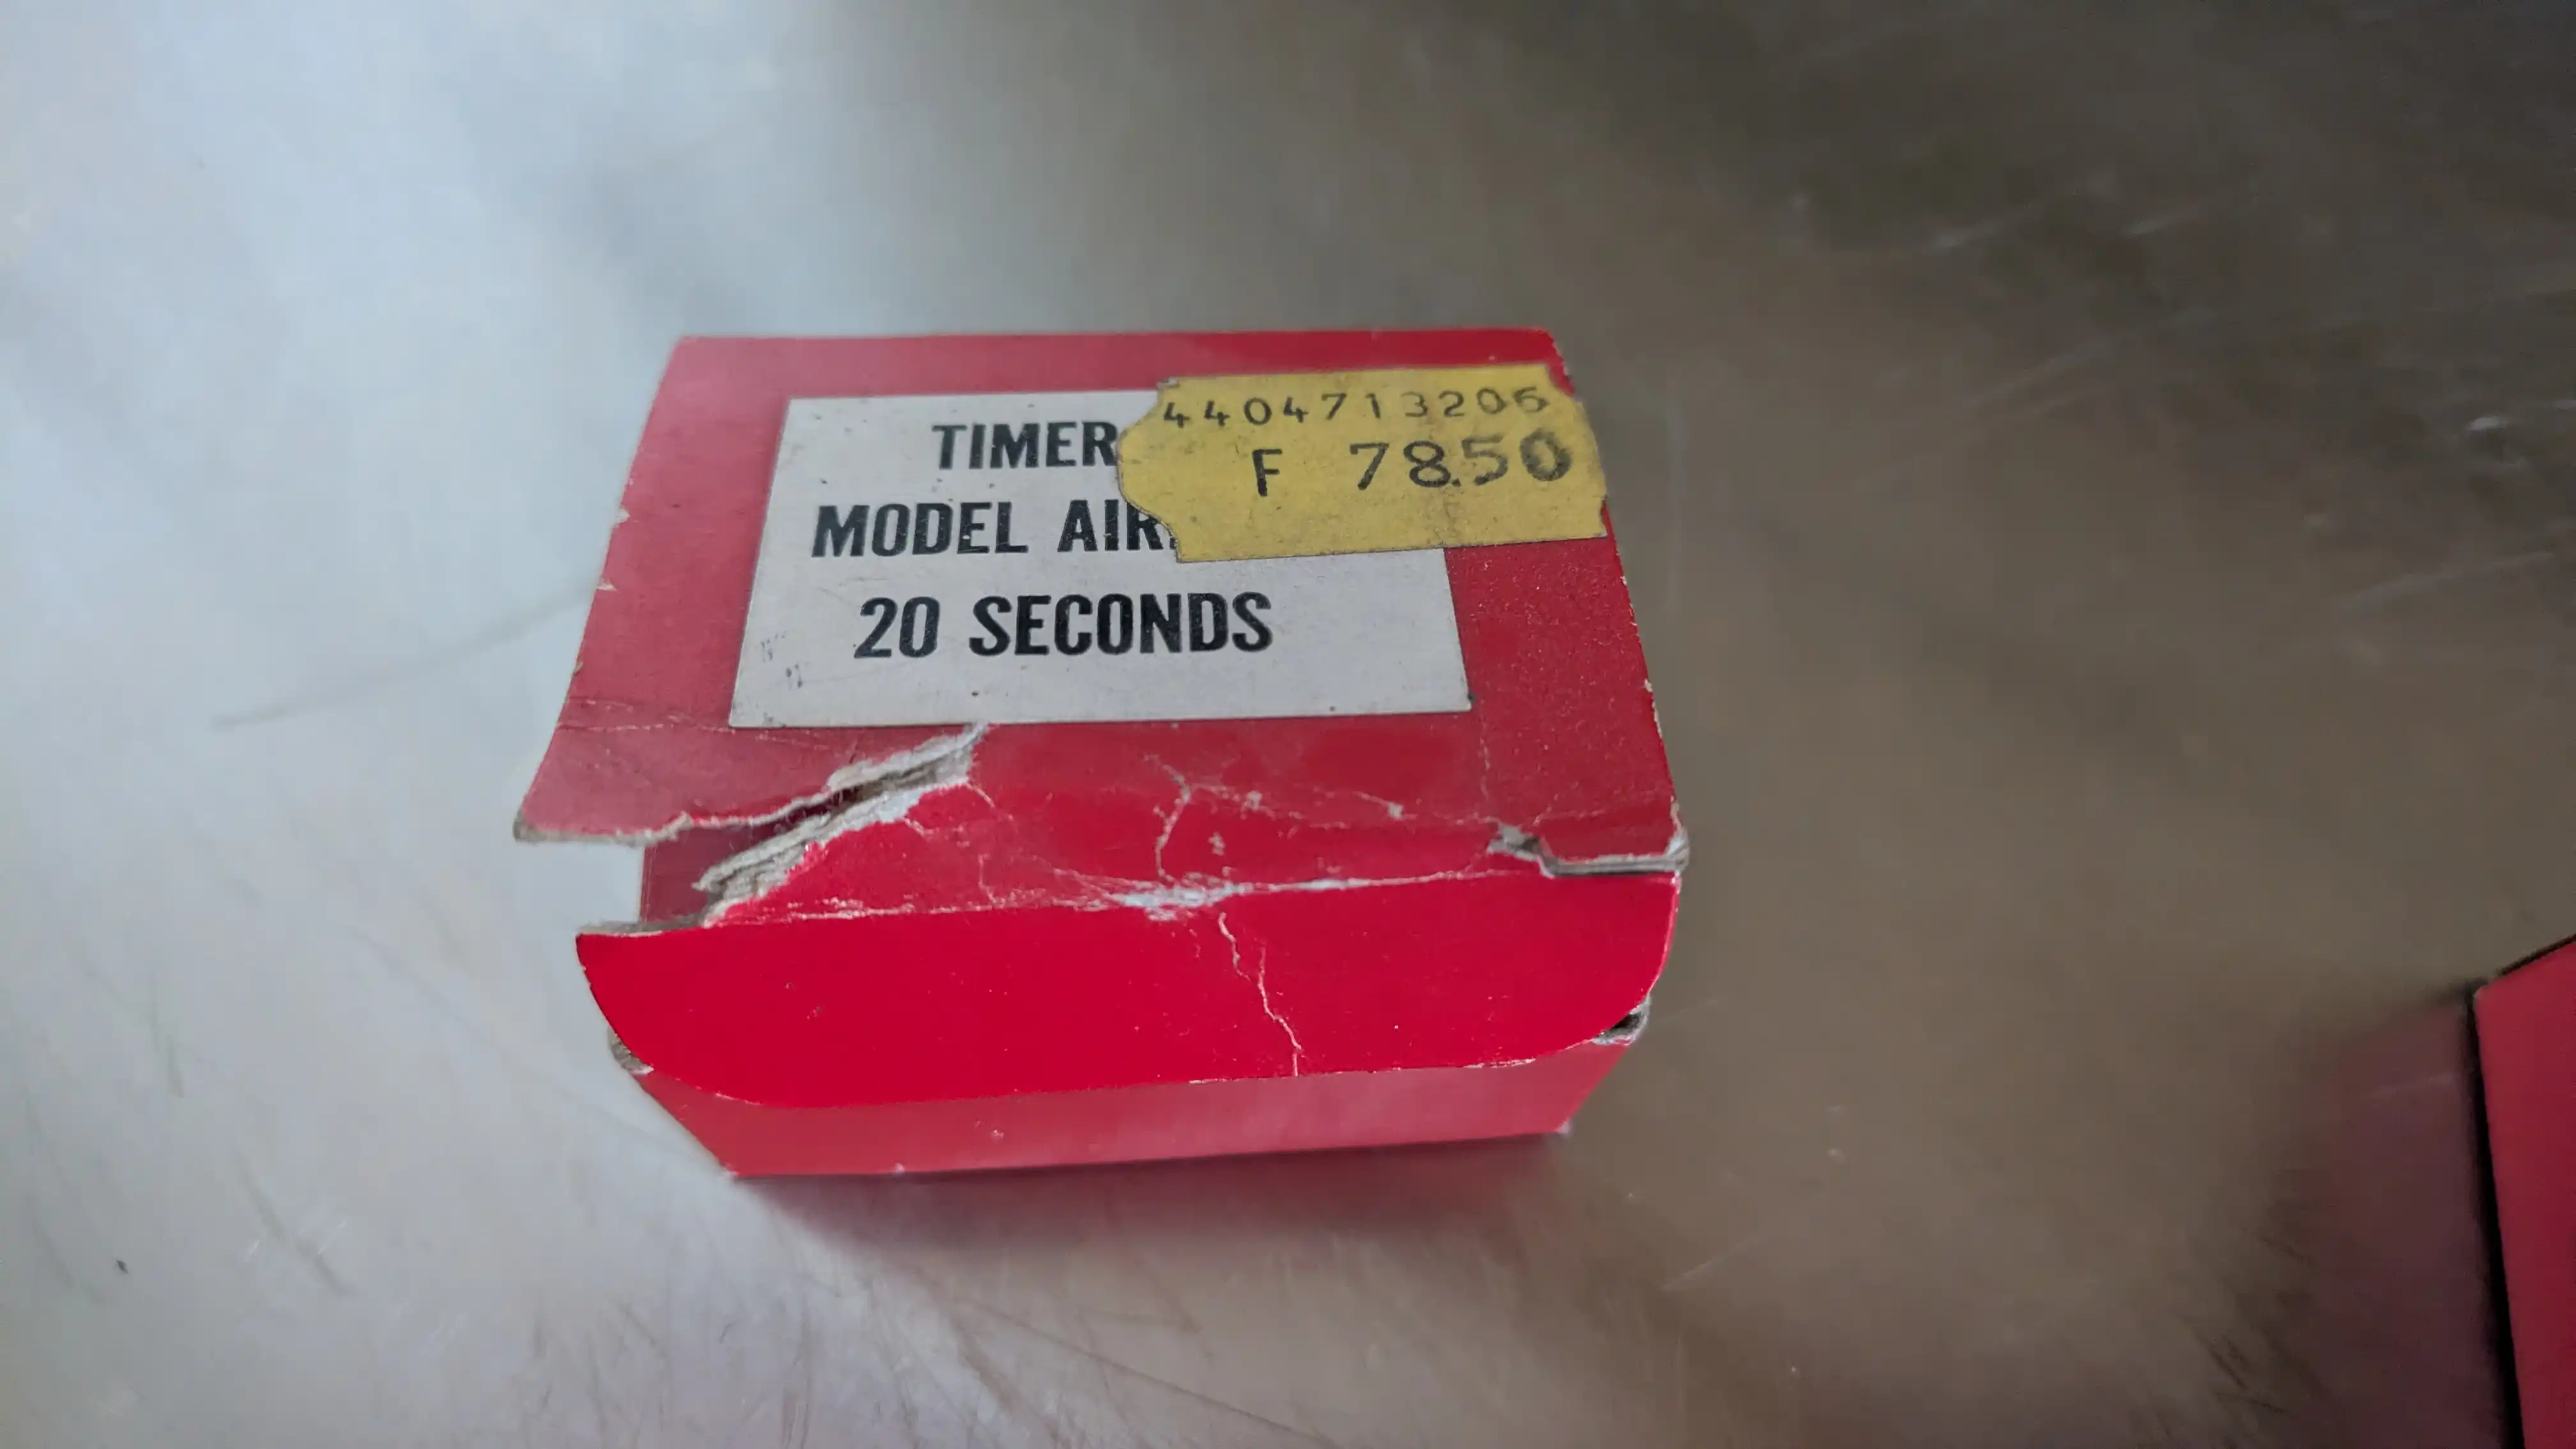 TIMER
4404713206
F 78.50
MODEL AIR
20 SECONDS